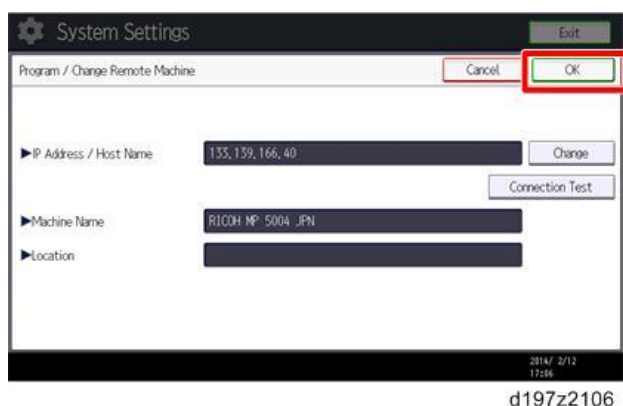 System Settings
Exit
Program / Change Remote Machine
Cancel
OK
►IP Address / Host Name
133.139.166.40
Change
Connection Test
►Machine Name
RICOH MP 5004 JPN
►Location
2014/ 2/12
17:06
d197z2106